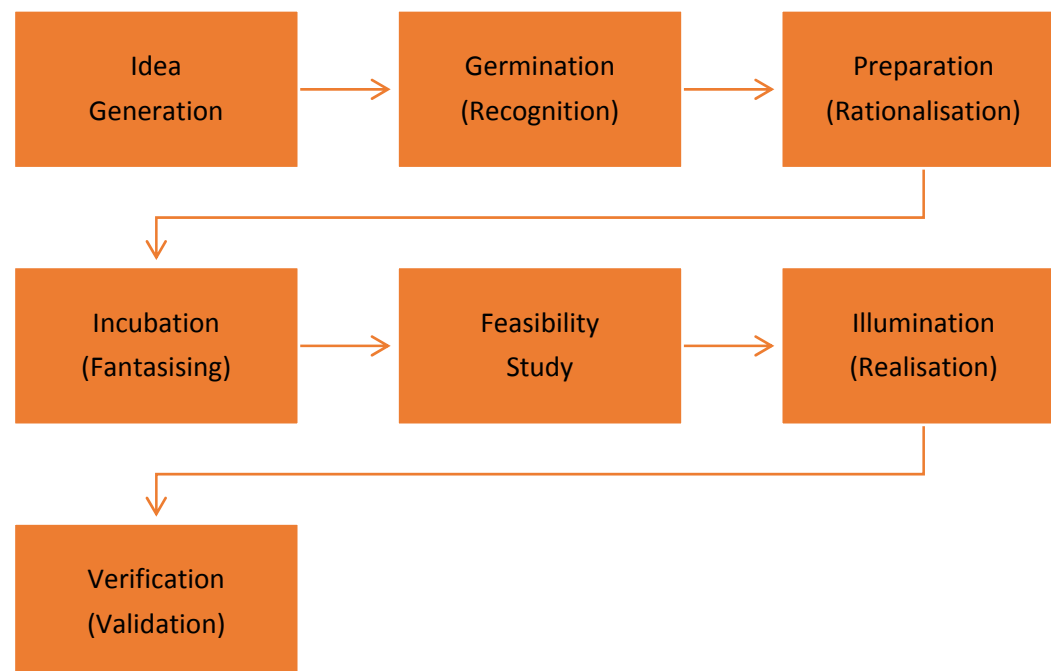 Idea
Generation
Germination
(Recognition)
Preparation
(Rationalisation)
Incubation
(Fantasising)
Feasibility
Study
Illumination
(Realisation)
Verification
(Validation)